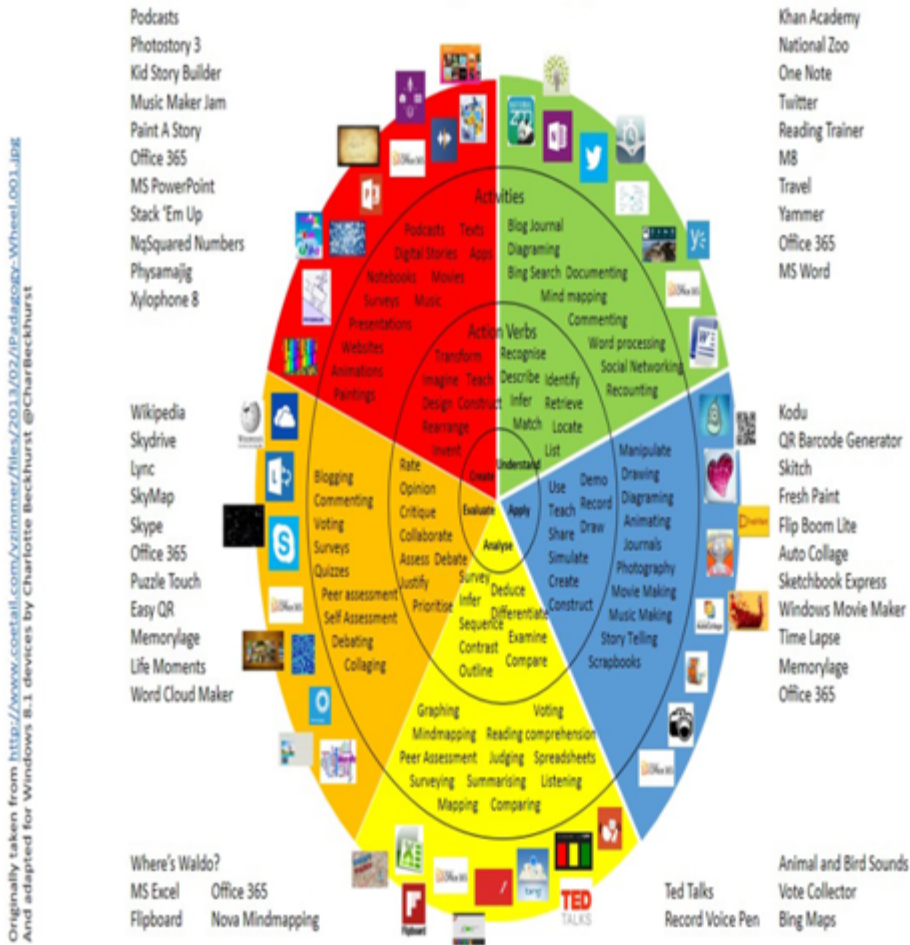 Originally taken from http://www.coetail.com/vzimmer/files/2013/02/iPadagogy-Wheel.001.jpg
And adapted for Windows 8.1 devices by Charlotte Beckhurst @CharBeckhurst
Podcasts
Photostory 3
Kid Story Builder
Music Maker Jam
Paint A Story
Office 365
MS PowerPoint
Stack 'Em Up
NqSquared Numbers
Physamajig
Xylophone 8
Khan Academy
National Zoo
One Note
Twitter
Reading Trainer
M8
Travel
Yammer
Office 365
MS Word
Activities
Podcasts Texts
Digital Stories Apps
Notebooks Movies
Surveys Music
Presentations
Websites
Animations
Paintings
Blog Journal
Diagraming
Bing Search Documenting
Mind mapping
Commenting
Word processing
Social Networking
Recounting
Action Verbs
Transform
Imagine Teach
Design Construct
Rearrange
Invent
Create
Recognise
Describe Identify
Infer Retrieve
Match Locate
List
Understand
Wikipedia
Skydrive
Lync
SkyMap
Skype
Office 365
Puzzle Touch
Easy QR
Memorylage
Life Moments
Word Cloud Maker
Blogging
Commenting
Voting
Surveys
Quizzes
Peer assessment
Self Assessment
Debating
Collaging
Rate
Opinion
Critique
Collaborate
Assess Debate
Justify
Prioritise
Evaluate
Apply
Analyse
Use Demo
Teach Record
Share Draw
Simulate
Create
Construct
Manipulate
Drawing
Diagraming
Animating
Journals
Photography
Movie Making
Music Making
Story Telling
Scrapbooks
Kodu
QR Barcode Generator
Skitch
Fresh Paint
Flip Boom Lite
Auto Collage
Sketchbook Express
Windows Movie Maker
Time Lapse
Memorylage
Office 365
Survey Deduce
Infer Differentiate
Sequence Examine
Contrast Compare
Outline
Graphing Voting
Mindmapping Reading comprehension
Peer Assessment Judging Spreadsheets
Surveying Summarising Listening
Mapping Comparing
Where's Waldo?
MS Excel Office 365
Flipboard Nova Mindmapping
Flipboard
bing
TED
TALKS
Ted Talks
Record Voice Pen
Animal and Bird Sounds
Vote Collector
Bing Maps